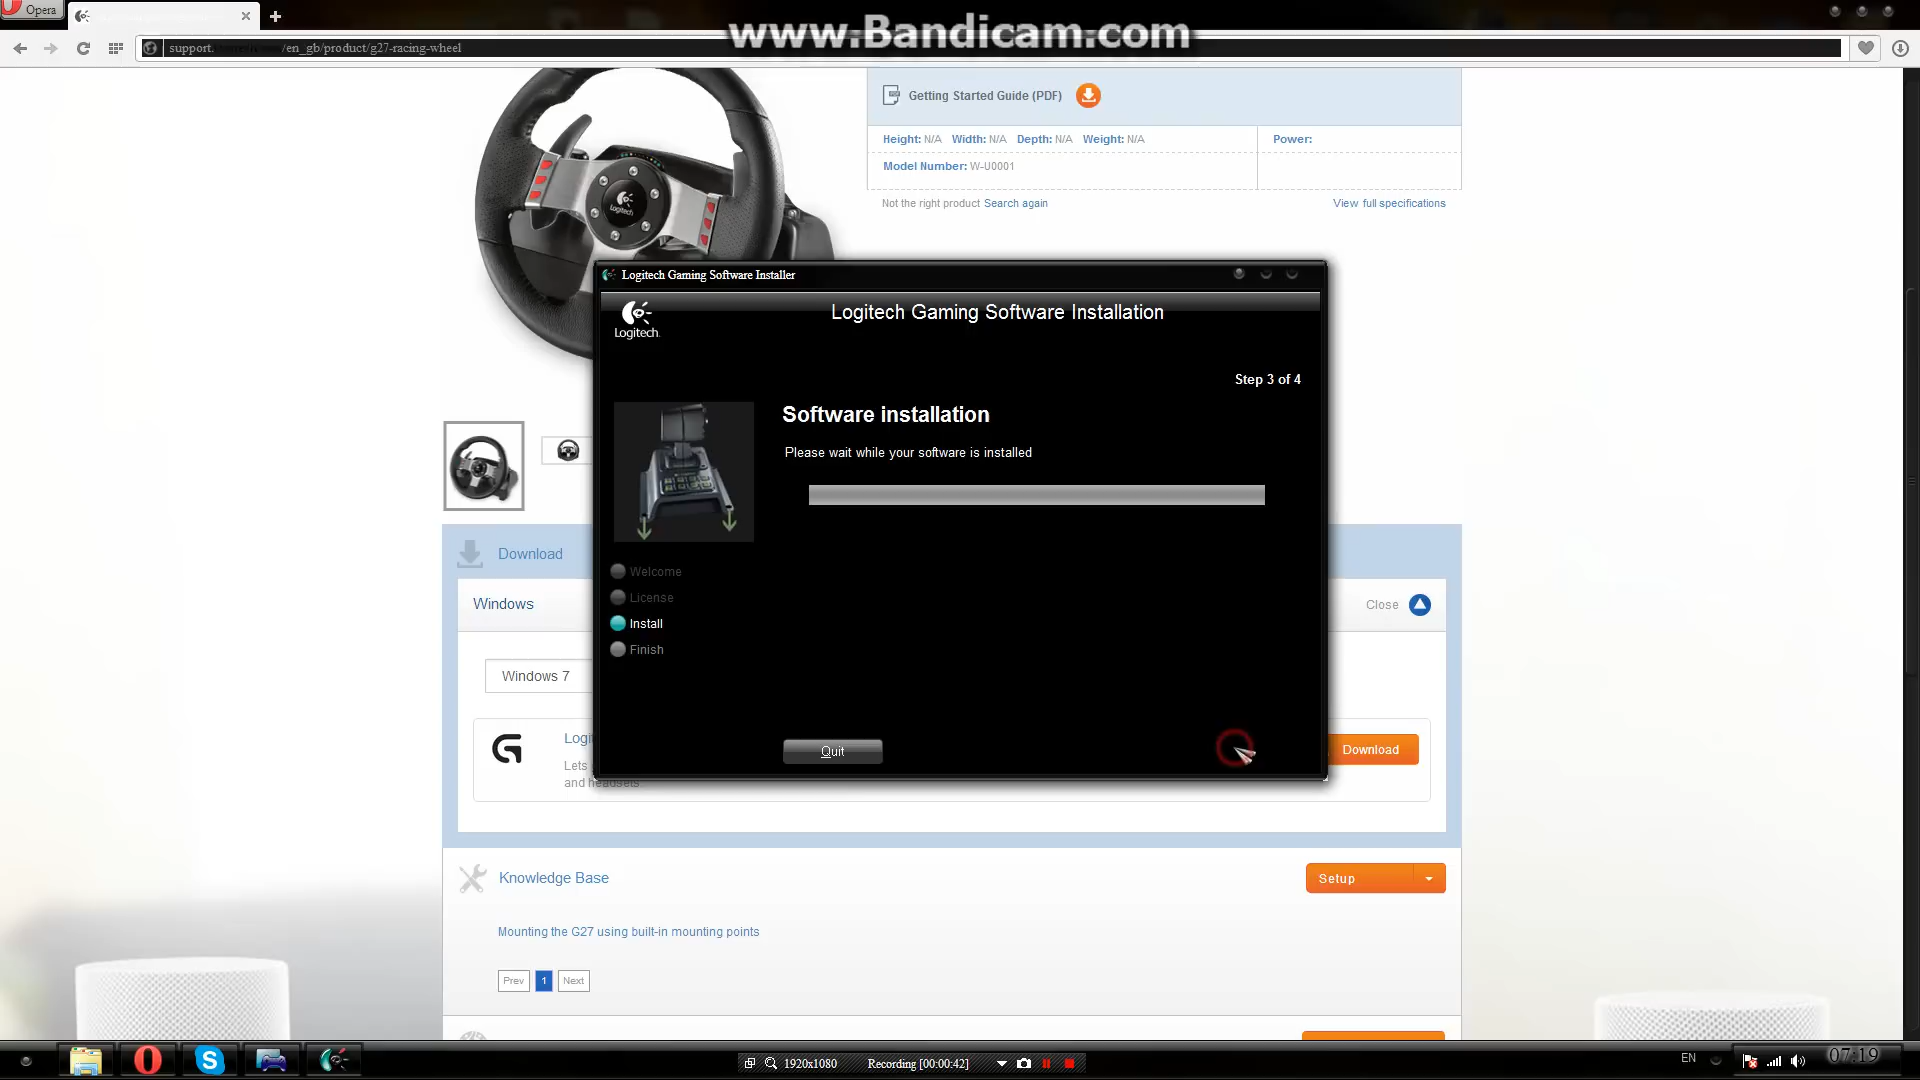 Opera
www.Bandicam.com
support. /en_gb/product/g27-racing-wheel
Getting Started Guide (PDF)
Height: N/A Width: N/A Depth: N/A Weight: N/A
Power:
Model Number: W-U0001
Not the right product Search again
View full specifications
Logitech
Logitech Gaming Software Installer
Logitech
Logitech Gaming Software Installation
Step 3 of 4
Software installation
Please wait while your software is installed
Welcome
License
Install
Finish
Quit
Download
Windows
Close
Windows 7
Lets
and headsets.
Download
Knowledge Base
Setup
Mounting the G27 using built-in mounting points
Prev 1 Next
1920x1080
Recording [00:00:42]
EN
07:19